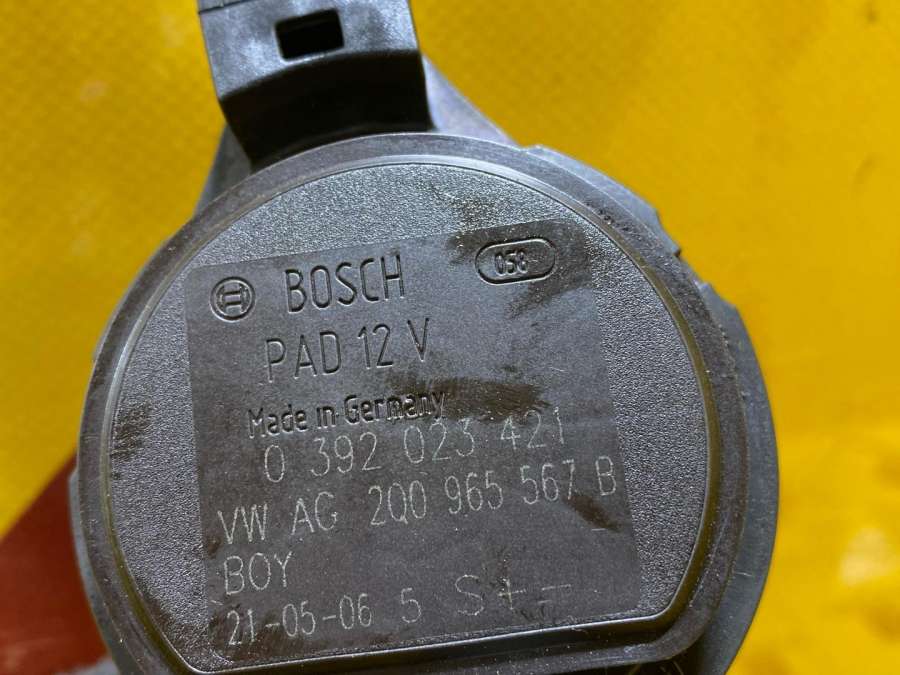 BOSCH 058
PAD 12 V
Made in Germany
0 392 023 421
VW AG 2Q0 965 567 B
BOY
21-05-06 5 S + -